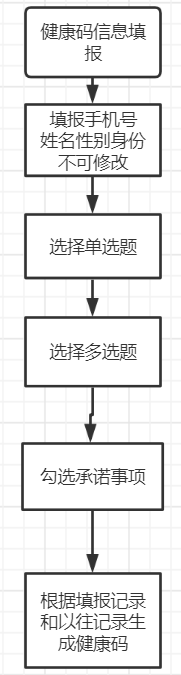 健康码信息填
报
填报手机号
姓名性别身份
不可修改
选择单选题
选择多选题
勾选承诺事项
根据填报记录
和以往记录生
成健康码